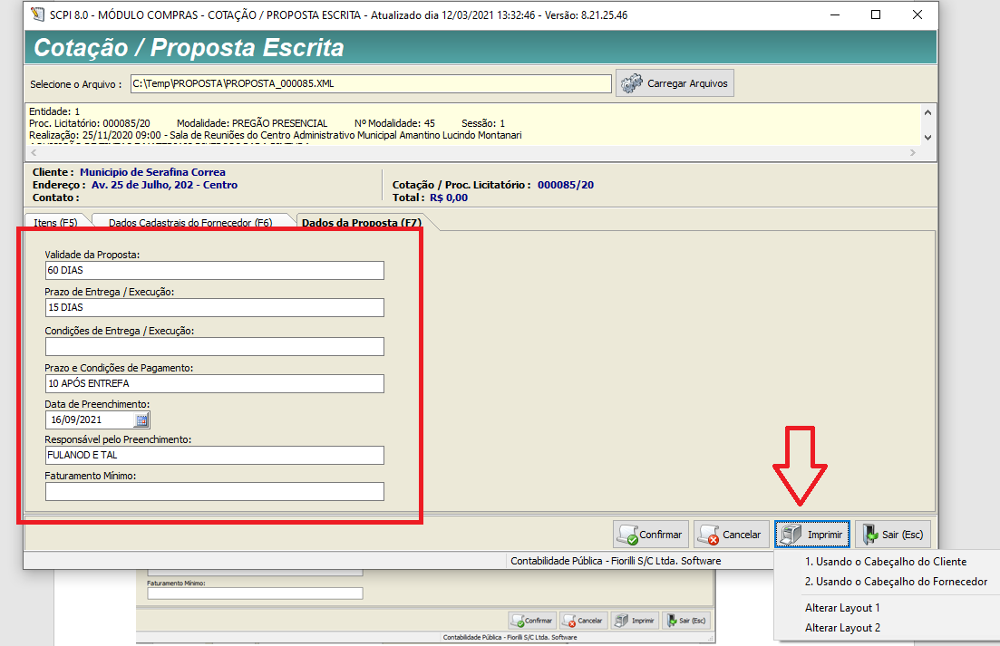 SCPI 8.0 - MÓDULO COMPRAS - COTAÇÃO / PROPOSTA ESCRITA - Atualizado dia 12/03/2021 13:32:46 - Versão: 8.21.25.46
Cotação / Proposta Escrita
Selecione o Arquivo : C:\Temp\PROPOSTA\PROPOSTA_000085.XML Carregar Arquivos
Entidade: 1
Proc. Licitatório: 000085/20 Modalidade: PREGÃO PRESENCIAL Nº Modalidade: 45 Sessão: 1
Realização: 25/11/2020 09:00 - Sala de Reuniões do Centro Administrativo Municipal Amantino Lucindo Montanari
Cliente : Municipio de Serafina Correa
Endereço : Av. 25 de Julho, 202 - Centro Cotação / Proc. Licitatório : 000085/20
Contato : Total : R$ 0,00
Itens (F5) Dados Cadastrais do Fornecedor (F6) Dados da Proposta (F7)
Validade da Proposta:
60 DIAS
Prazo de Entrega / Execução:
15 DIAS
Condições de Entrega / Execução:
Prazo e Condições de Pagamento:
10 APÓS ENTREFA
Data de Preenchimento:
16/09/2021
Responsável pelo Preenchimento:
FULANOD E TAL
Faturamento Mínimo:
Confirmar Cancelar Imprimir Sair (Esc)
Contabilidade Pública - Fiorilli S/C Ltda. Software
1. Usando o Cabeçalho do Cliente
2. Usando o Cabeçalho do Fornecedor
Alterar Layout 1
Alterar Layout 2
Faturamento Mínimo:
Confirmar Cancelar Imprimir Sair (Esc)
Contabilidade Pública - Fiorilli S/C Ltda. Software